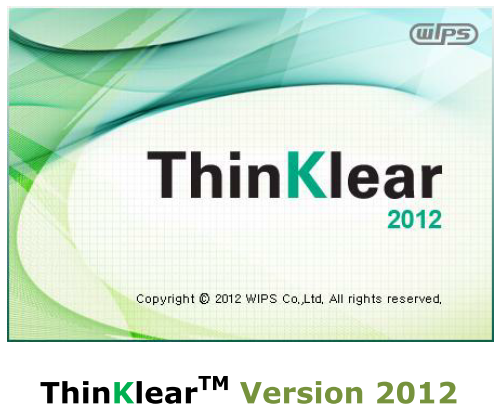 wips
ThinKlear
2012
Copyright © 2012 WIPS Co.,Ltd, All rights reserved.
ThinKlear™ Version 2012